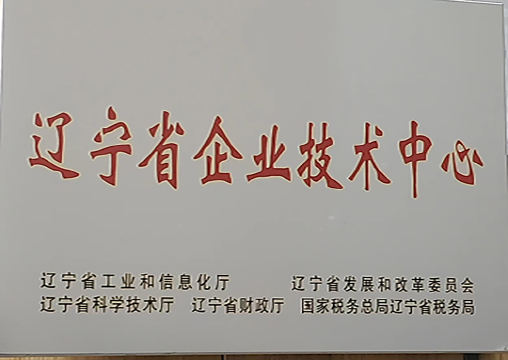 辽宁省企业技术中心
辽宁省工业和信息化厅 辽宁省发展和改革委员会
辽宁省科学技术厅 辽宁省财政厅 国家税务总局辽宁省税务局